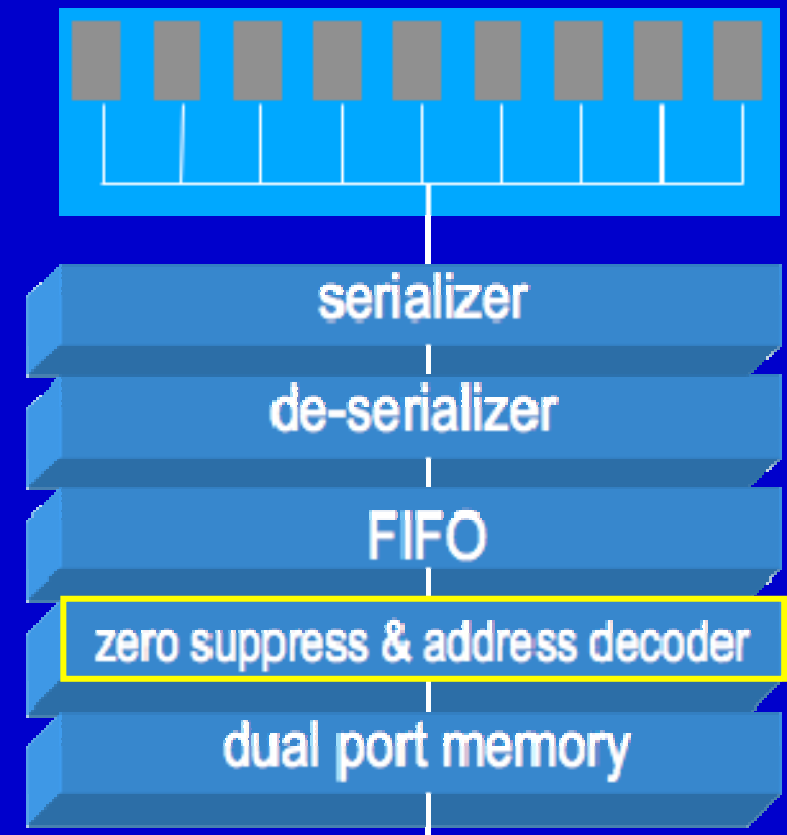 serializer
de-serializer
FIFO
zero suppress & address decoder
dual port memory